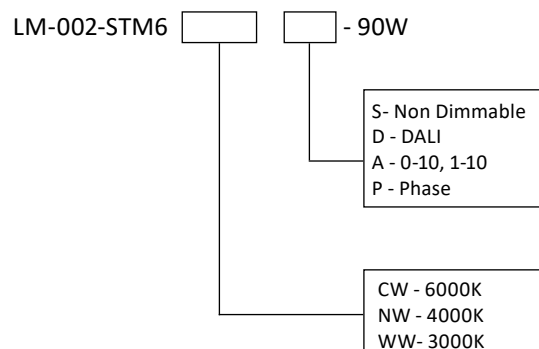 LM-002-STM6 - 90W
S- Non Dimmable
D - DALI
A - 0-10, 1-10
P - Phase
CW - 6000K
NW - 4000K
WW- 3000K